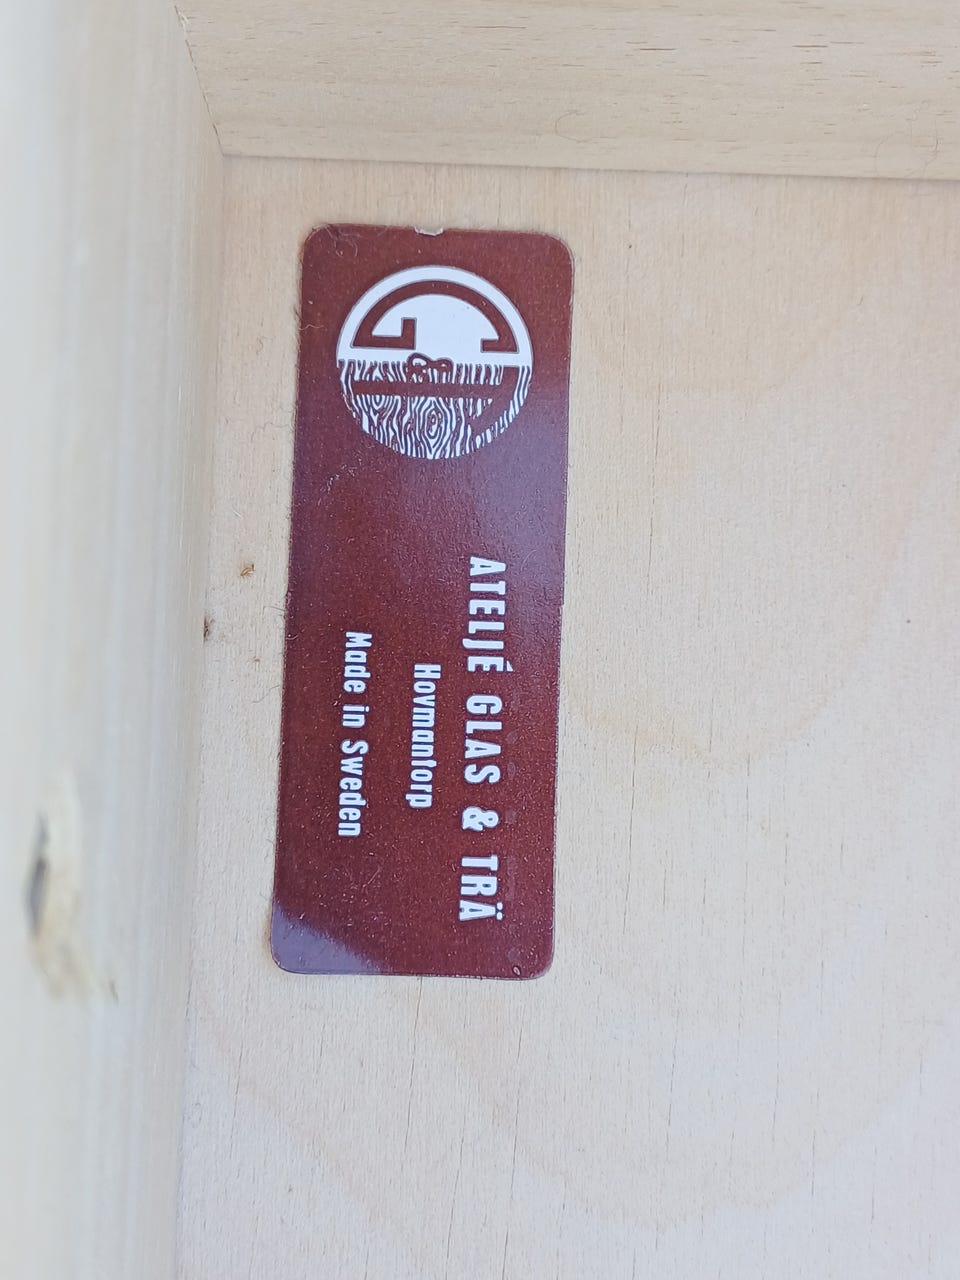 ATELJÉ GLAS & TRÄ
Hovmantorp
Made in Sweden